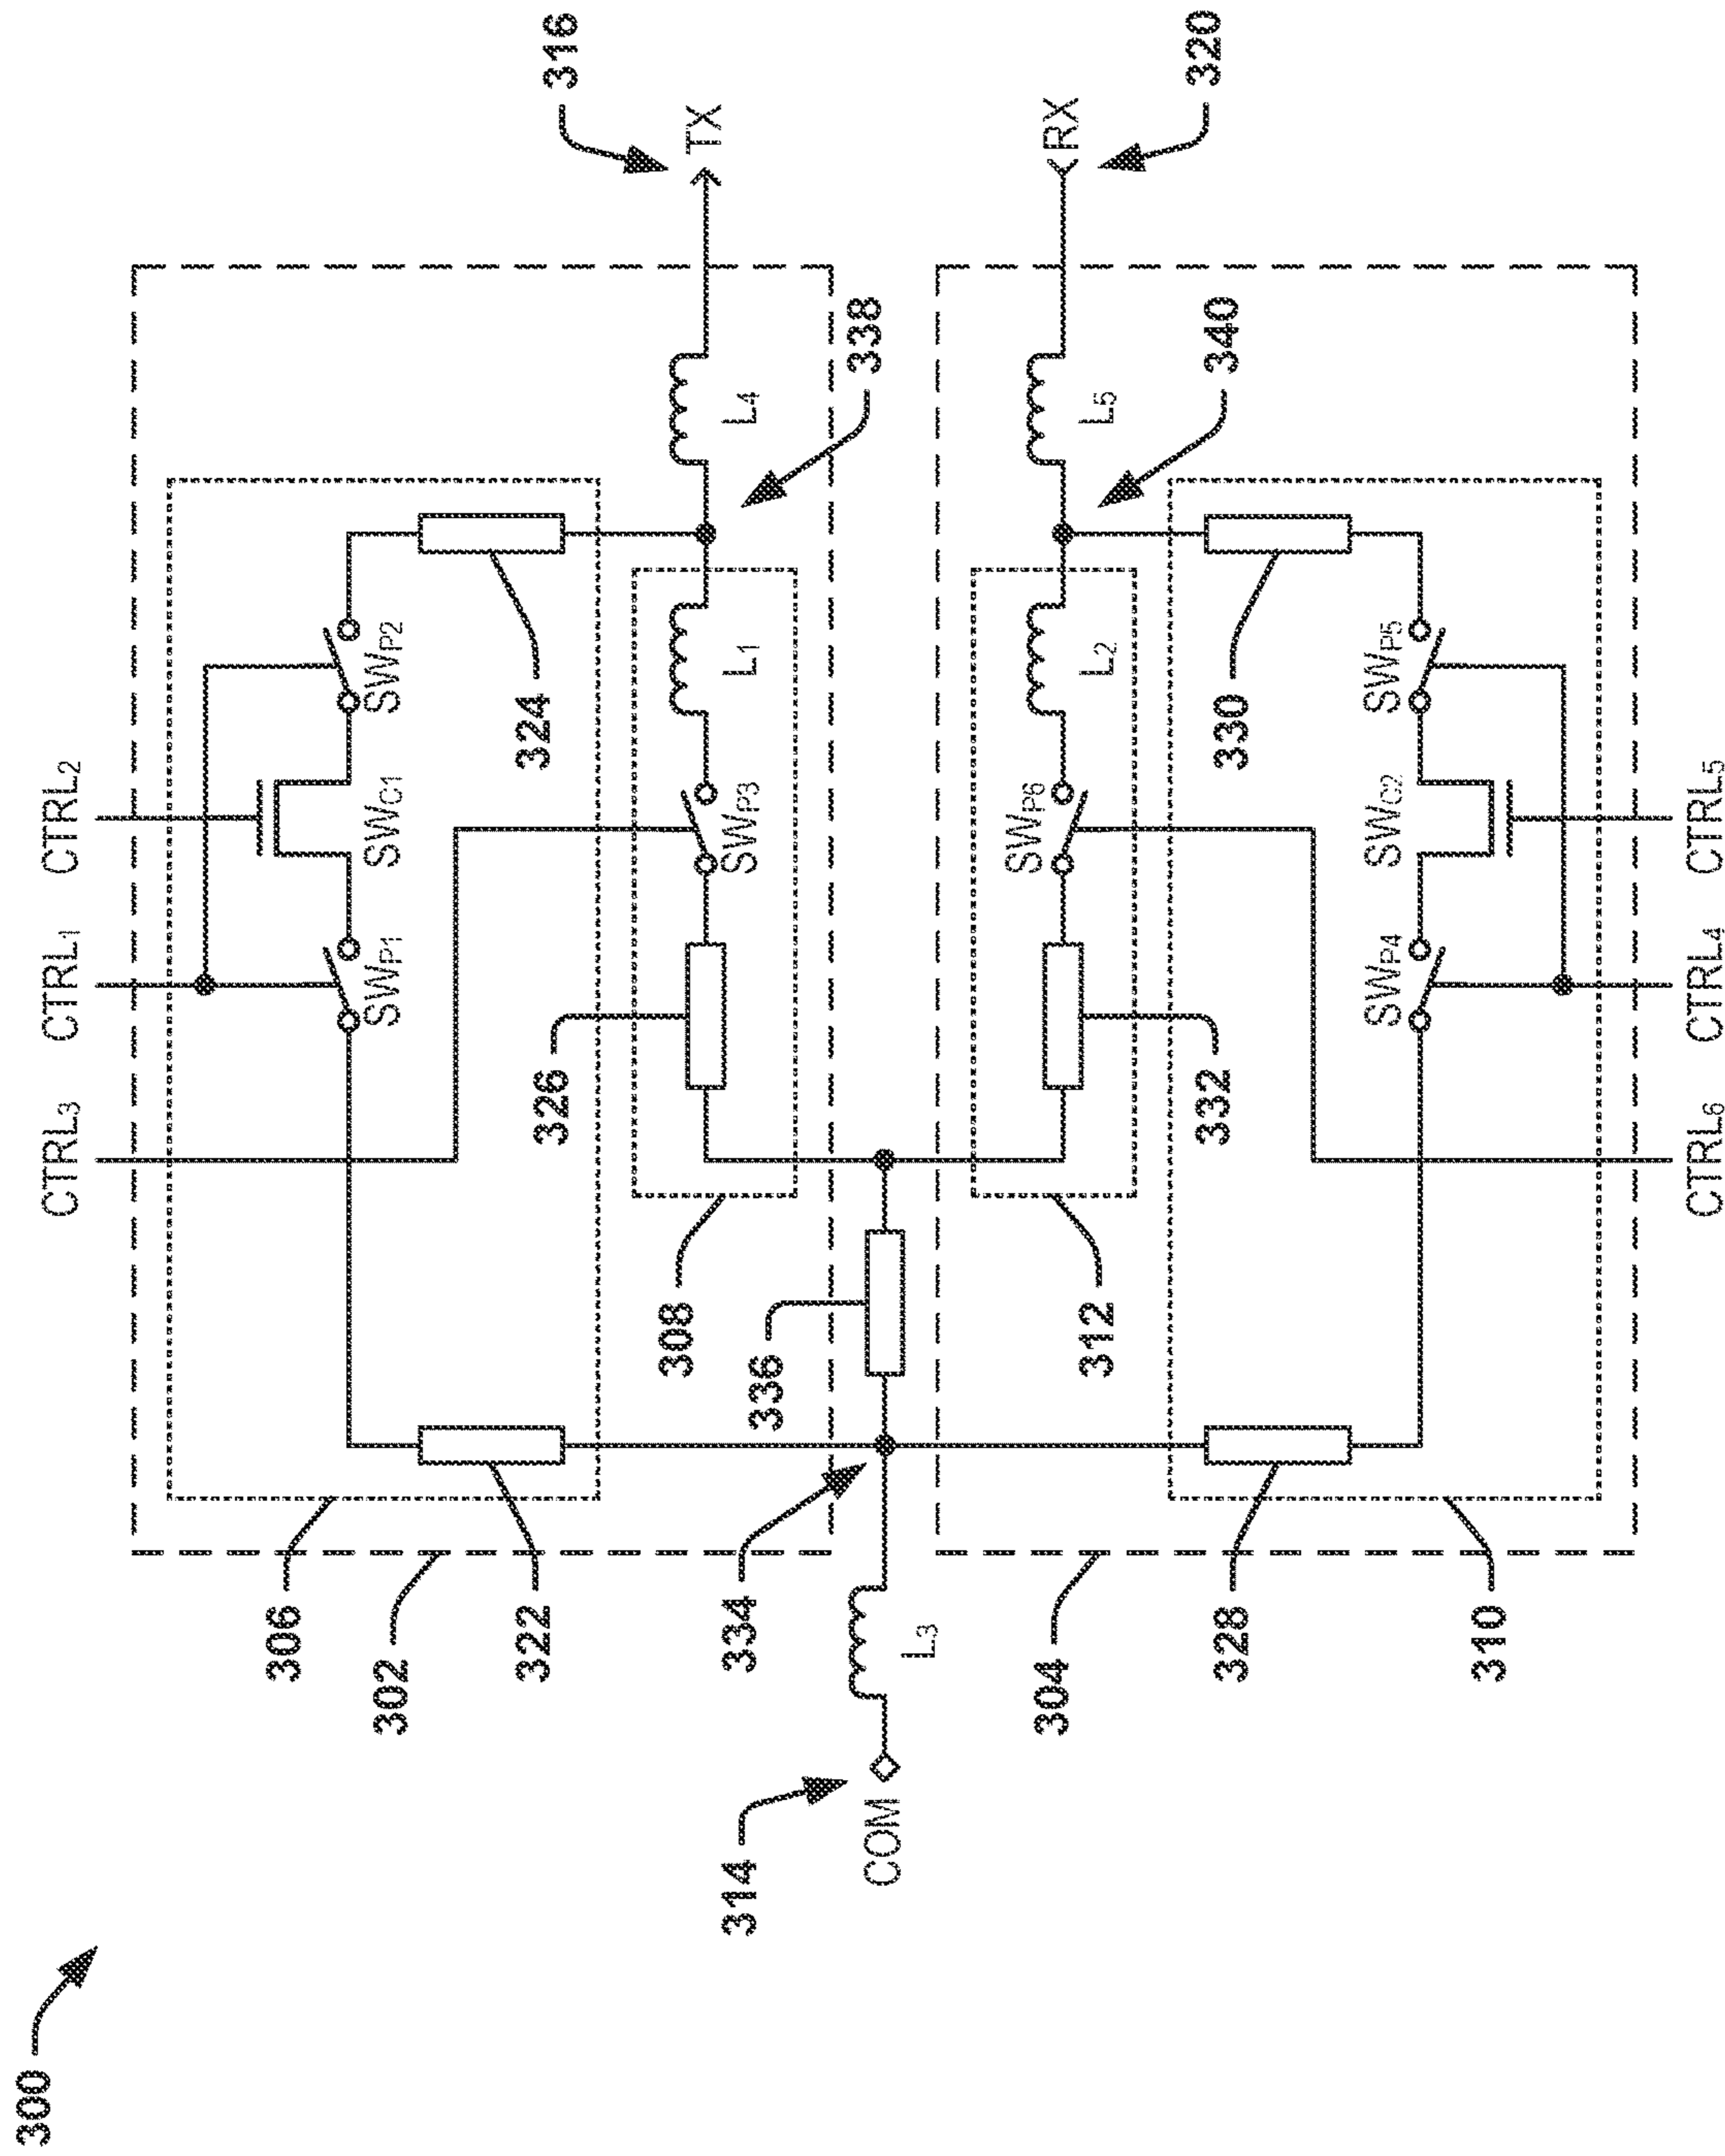 300
316
TX
320
RX
CTRL3
CTRL1
CTRL2
SWP1
SWC1
SWP2
324
338
L4
326
SWP3
L1
308
306
302
322
334
336
314
COM
L3
340
L5
SWP6
L2
332
312
330
SWP4
SWC2
SWP5
304
328
310
CTRL6
CTRL4
CTRL5